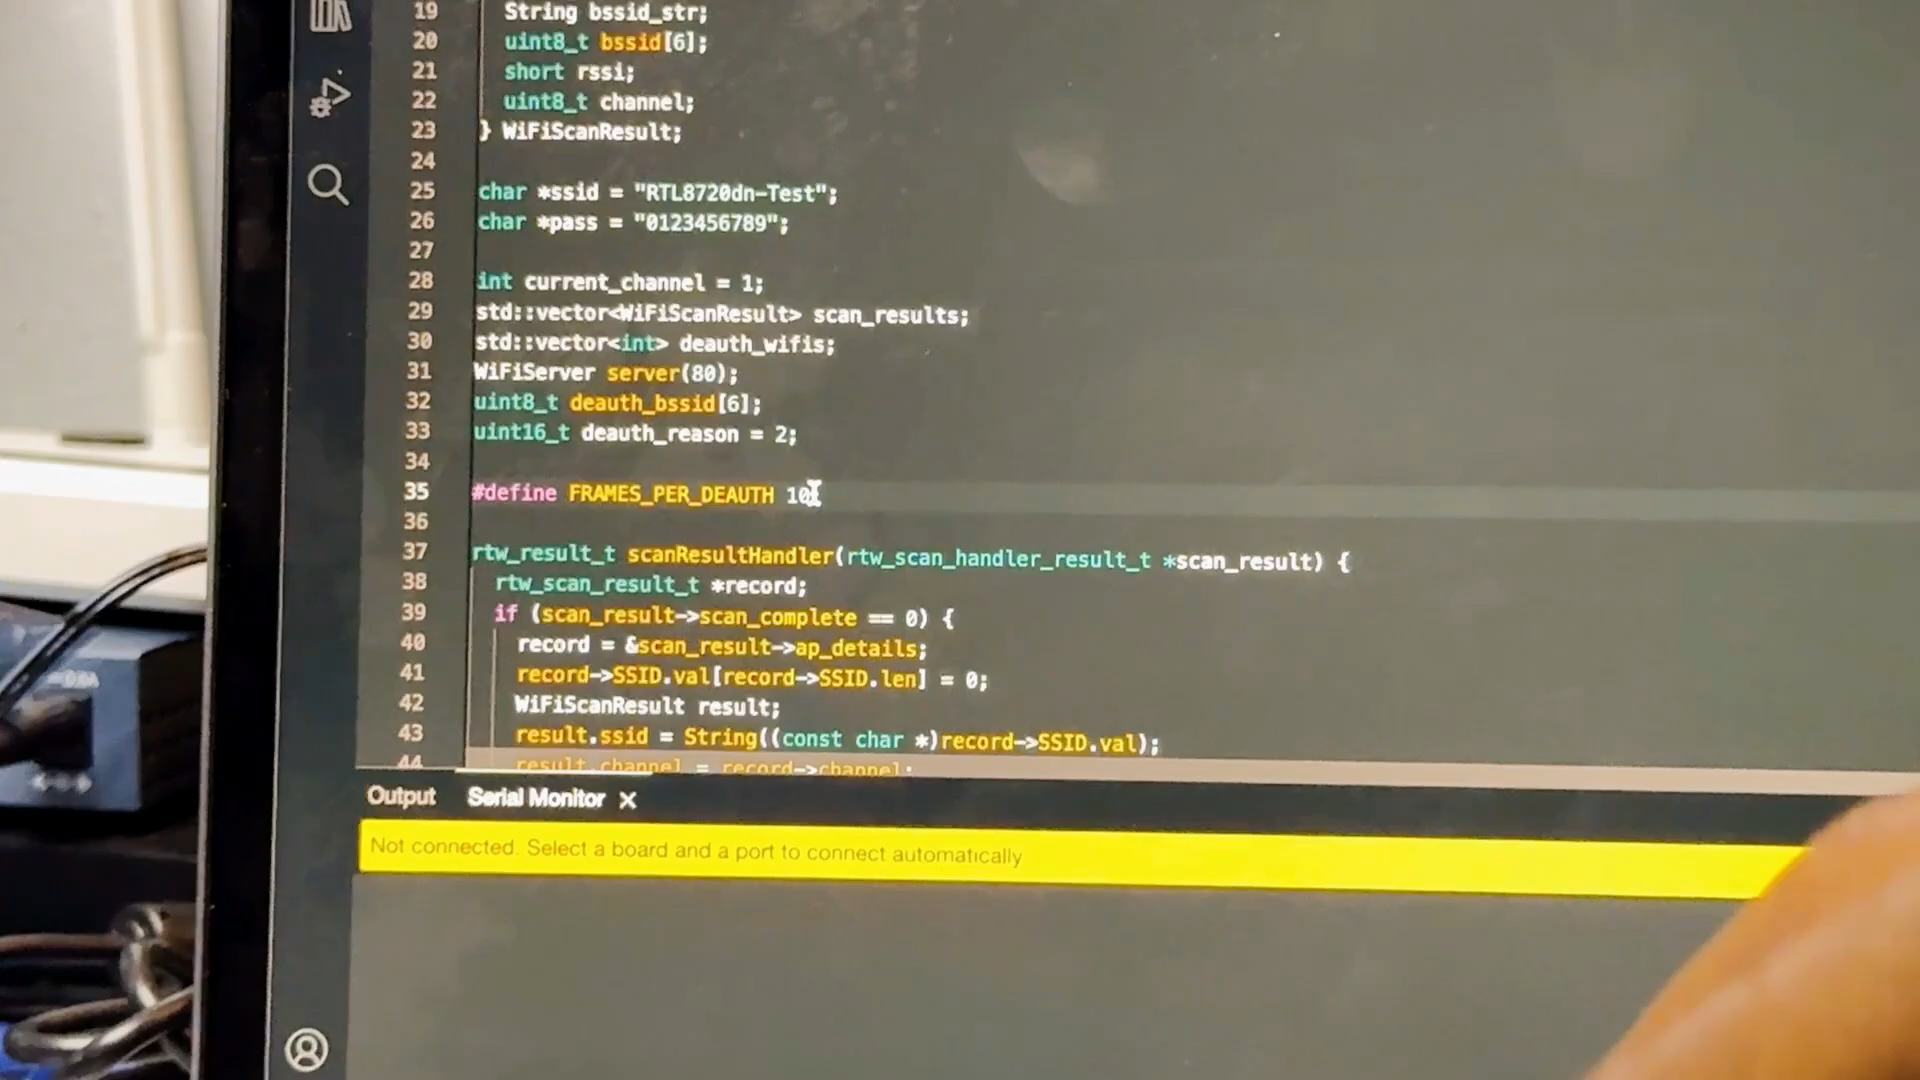 19 String bssid_str;
20 uint8_t bssid[6];
21 short rssi;
22 uint8_t channel;
23 } WiFiScanResult;
24
25 char *ssid = "RTL8720dn-Test";
26 char *pass = "0123456789";
27
28 int current_channel = 1;
29 std::vector<WiFiScanResult> scan_results;
30 std::vector<int> deauth_wifis;
31 WiFiServer server(80);
32 uint8_t deauth_bssid[6];
33 uint16_t deauth_reason = 2;
34
35 #define FRAMES_PER_DEAUTH 10
36
37 rtw_result_t scanResultHandler(rtw_scan_handler_result_t *scan_result) {
38 rtw_scan_result_t *record;
39 if (scan_result->scan_complete == 0) {
40 record = &scan_result->ap_details;
41 record->SSID.val[record->SSID.len] = 0;
42 WiFiScanResult result;
43 result.ssid = String((const char *)record->SSID.val);
44 result.channel = record->channel;
Output Serial Monitor
Not connected. Select a board and a port to connect automatically